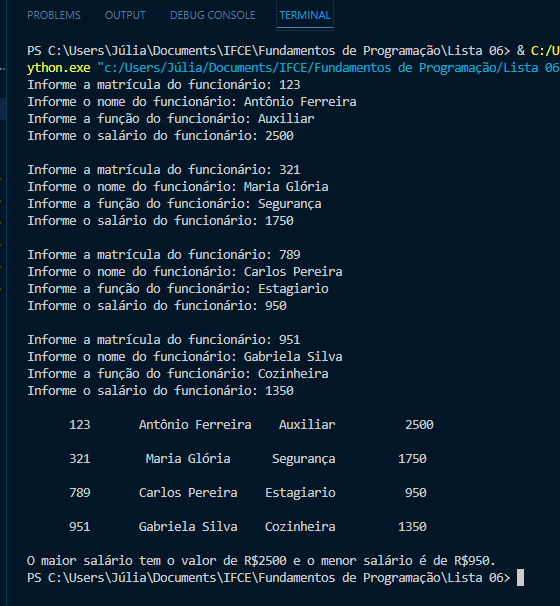 PROBLEMS OUTPUT DEBUG CONSOLE TERMINAL
PS C:\Users\Júlia\Documents\IFCE\Fundamentos de Programação\Lista 06> & C:/U
ython.exe "c:/Users/Júlia/Documents/IFCE/Fundamentos de Programação/Lista 06
Informe a matrícula do funcionário: 123
Informe o nome do funcionário: Antônio Ferreira
Informe a função do funcionário: Auxiliar
Informe o salário do funcionário: 2500
Informe a matrícula do funcionário: 321
Informe o nome do funcionário: Maria Glória
Informe a função do funcionário: Segurança
Informe o salário do funcionário: 1750
Informe a matrícula do funcionário: 789
Informe o nome do funcionário: Carlos Pereira
Informe a função do funcionário: Estagiario
Informe o salário do funcionário: 950
Informe a matrícula do funcionário: 951
Informe o nome do funcionário: Gabriela Silva
Informe a função do funcionário: Cozinheira
Informe o salário do funcionário: 1350
123 Antônio Ferreira Auxiliar 2500
321 Maria Glória Segurança 1750
789 Carlos Pereira Estagiario 950
951 Gabriela Silva Cozinheira 1350
O maior salário tem o valor de R$2500 e o menor salário é de R$950.
PS C:\Users\Júlia\Documents\IFCE\Fundamentos de Programação\Lista 06>